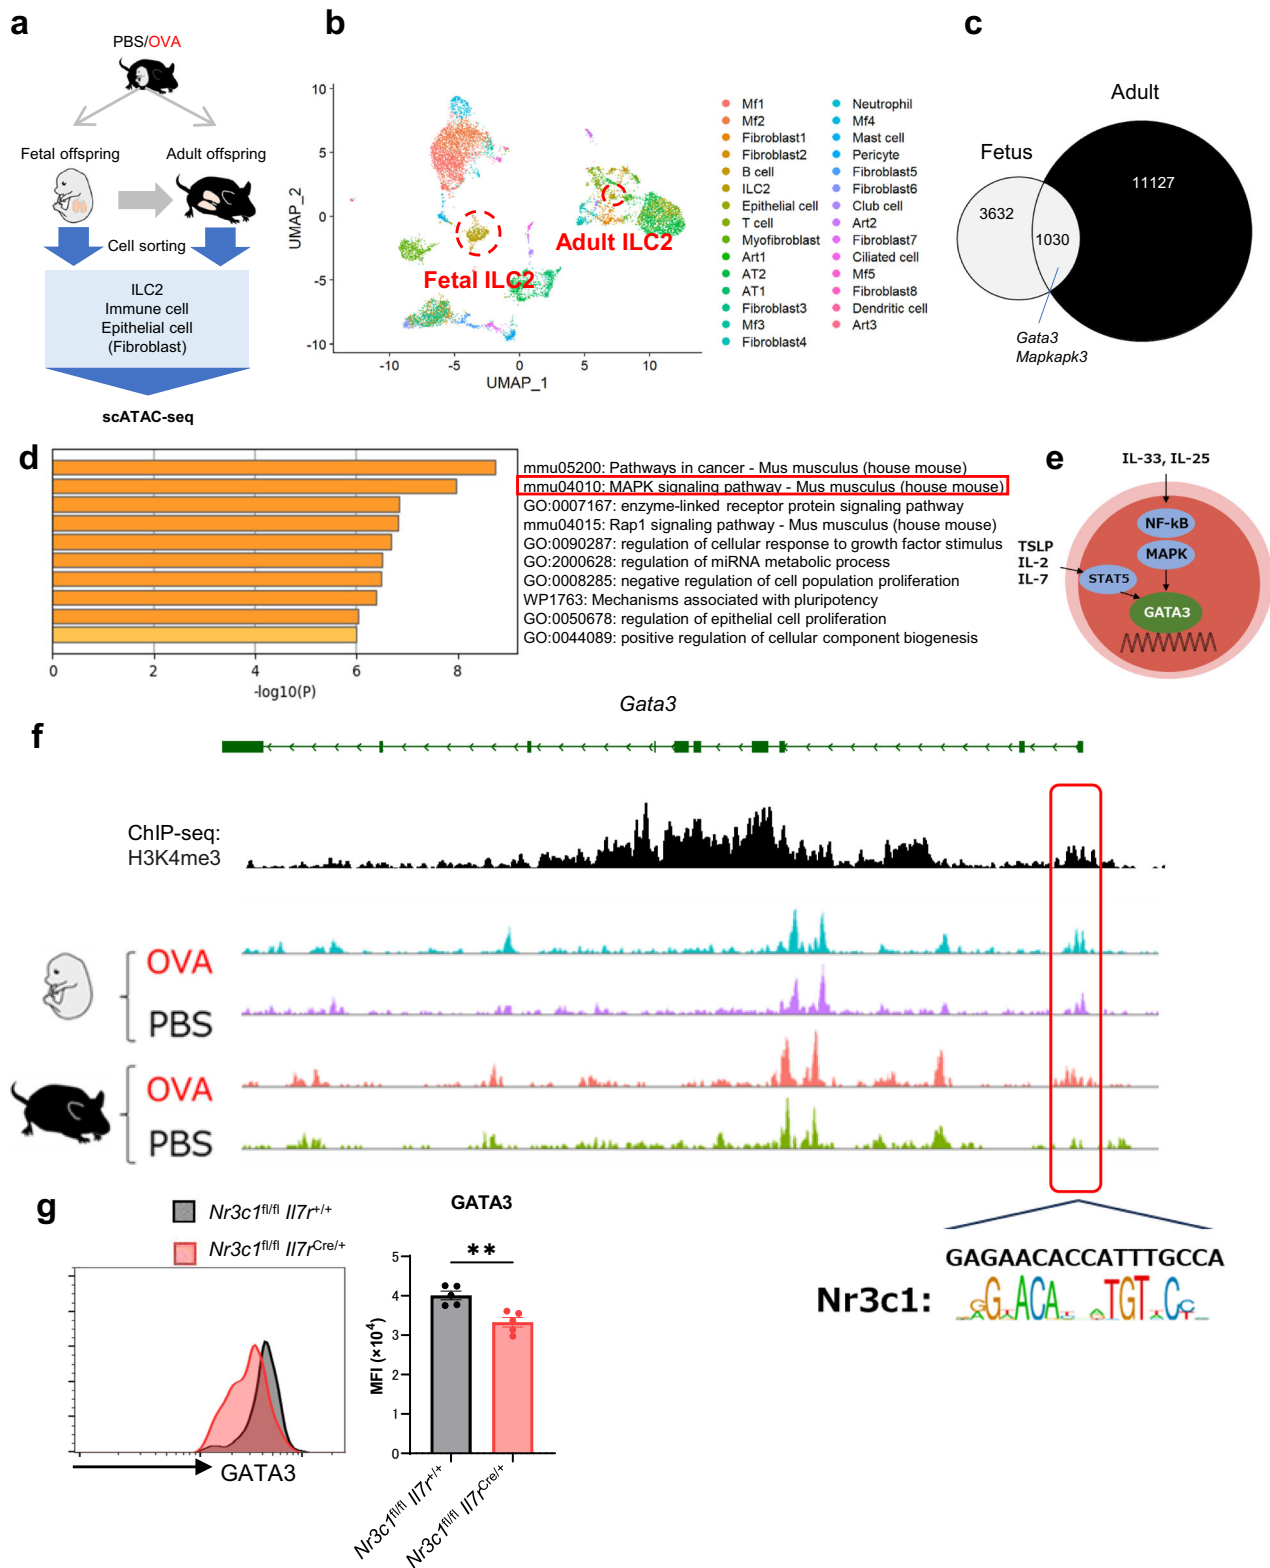 a
PBS/OVA
Fetal offspring
Adult offspring
Cell sorting
ILC2
Immune cell
Epithelial cell
(Fibroblast)
scATAC-seq
b
UMAP_2
10
5
0
-5
-10
Fetal ILC2
Adult ILC2
-10
-5
0
5
10
UMAP_1
Mf1
Mf2
Fibroblast1
Fibroblast2
B cell
ILC2
Epithelial cell
T cell
Myofibroblast
Art1
AT2
AT1
Fibroblast3
Mf3
Fibroblast4
Neutrophil
Mf4
Mast cell
Pericyte
Fibroblast5
Fibroblast6
Club cell
Art2
Fibroblast7
Ciliated cell
Mf5
Fibroblast8
Dendritic cell
Art3
c
Adult
Fetus
11127
3632
1030
Gata3
Mapkapk3
d
mmu05200: Pathways in cancer - Mus musculus (house mouse)
mmu04010: MAPK signaling pathway - Mus musculus (house mouse)
GO:0007167: enzyme-linked receptor protein signaling pathway
mmu04015: Rap1 signaling pathway - Mus musculus (house mouse)
GO:0090287: regulation of cellular response to growth factor stimulus
GO:2000628: regulation of miRNA metabolic process
GO:0008285: negative regulation of cell population proliferation
WP1763: Mechanisms associated with pluripotency
GO:0050678: regulation of epithelial cell proliferation
GO:0044089: positive regulation of cellular component biogenesis
0
2
4
6
8
-log10(P)
e
IL-33, IL-25
NF-kB
MAPK
TSLP
IL-2
IL-7
STAT5
GATA3
f
Gata3
ChIP-seq:
H3K4me3
OVA
PBS
OVA
PBS
GAGAACACCATTTGCCA
Nr3c1:
g
Nr3c1fl/fl Il7r+/+
Nr3c1fl/fl Il7rCre/+
GATA3
GATA3
**
MFI (×10⁴)
5
4
3
2
1
0
Nr3c1fl/fl Il7r+/+
Nr3c1fl/fl Il7rCre/+